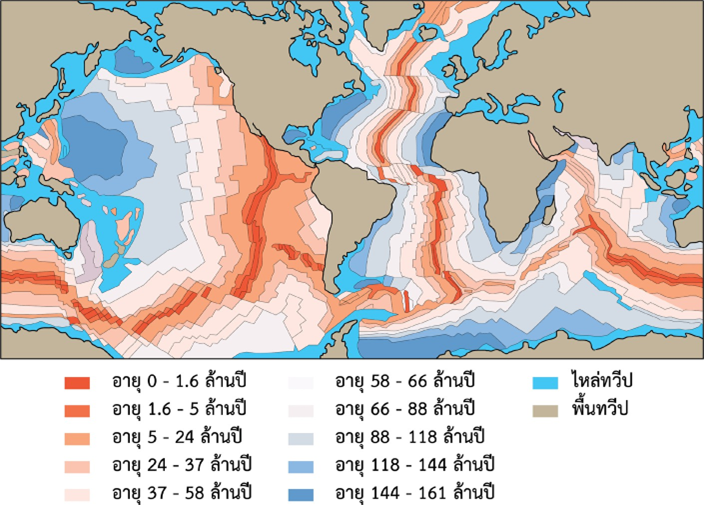 อายุ 0 - 1.6 ล้านปี
อายุ 1.6 - 5 ล้านปี
อายุ 5 - 24 ล้านปี
อายุ 24 - 37 ล้านปี
อายุ 37 - 58 ล้านปี
อายุ 58 - 66 ล้านปี
อายุ 66 - 88 ล้านปี
อายุ 88 - 118 ล้านปี
อายุ 118 - 144 ล้านปี
อายุ 144 - 161 ล้านปี
ไหล่ทวีป
พื้นทวีป